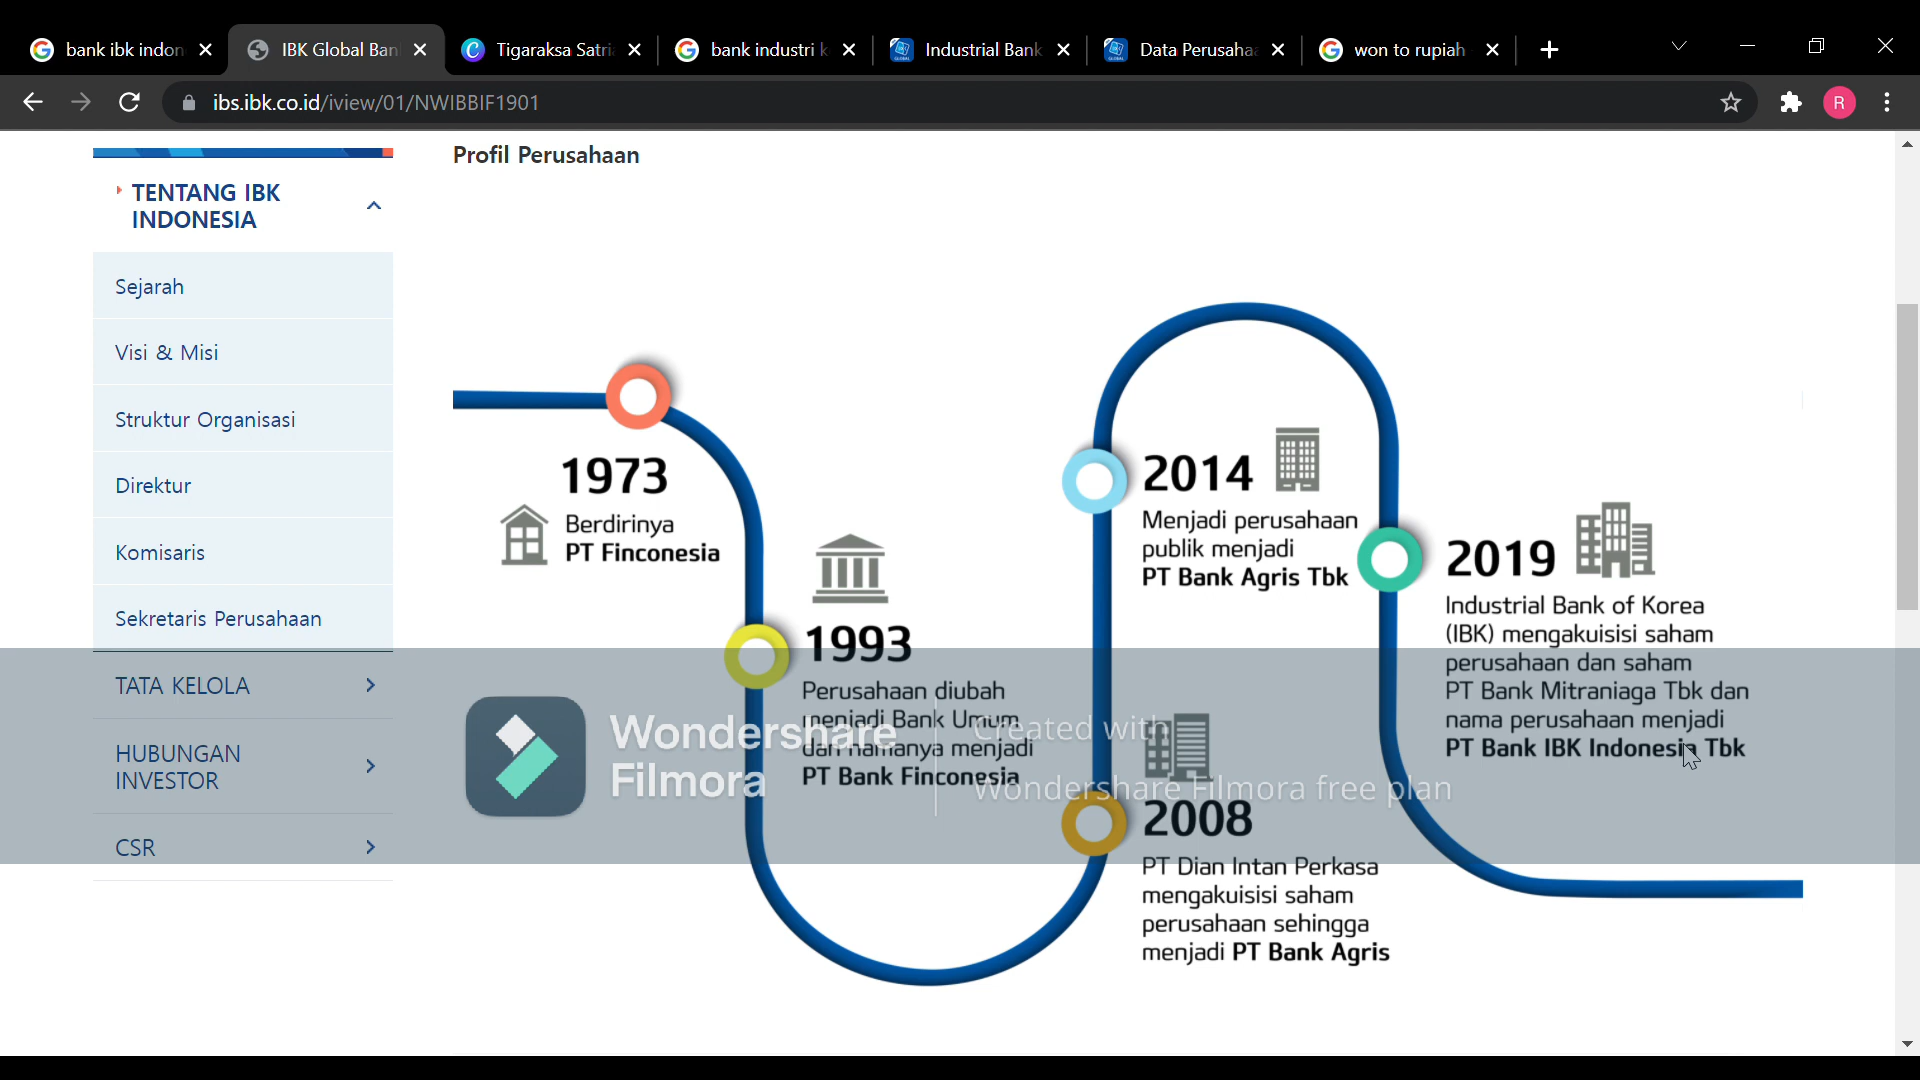 bank ibk indon
IBK Global Ban
Tigaraksa Satri
bank industri k
Industrial Bank
Data Perusaha
won to rupiah
ibs.ibk.co.id/iview/01/NWIBBIF1901
R
TENTANG IBK
INDONESIA
Sejarah
Visi & Misi
Struktur Organisasi
Direktur
Komisaris
Sekretaris Perusahaan
TATA KELOLA
HUBUNGAN
INVESTOR
CSR
Profil Perusahaan
1973
Berdirinya
PT Finconesia
1993
Perusahaan diubah
menjadi Bank Umum
dan namanya menjadi
PT Bank Finconesia
2008
PT Dian Intan Perkasa
mengakuisisi saham
perusahaan sehingga
menjadi PT Bank Agris
2014
Menjadi perusahaan
publik menjadi
PT Bank Agris Tbk
2019
Industrial Bank of Korea
(IBK) mengakuisisi saham
perusahaan dan saham
PT Bank Mitraniaga Tbk dan
nama perusahaan menjadi
PT Bank IBK Indonesia Tbk
Wondershare
Filmora
Created with
Wondershare Filmora free plan